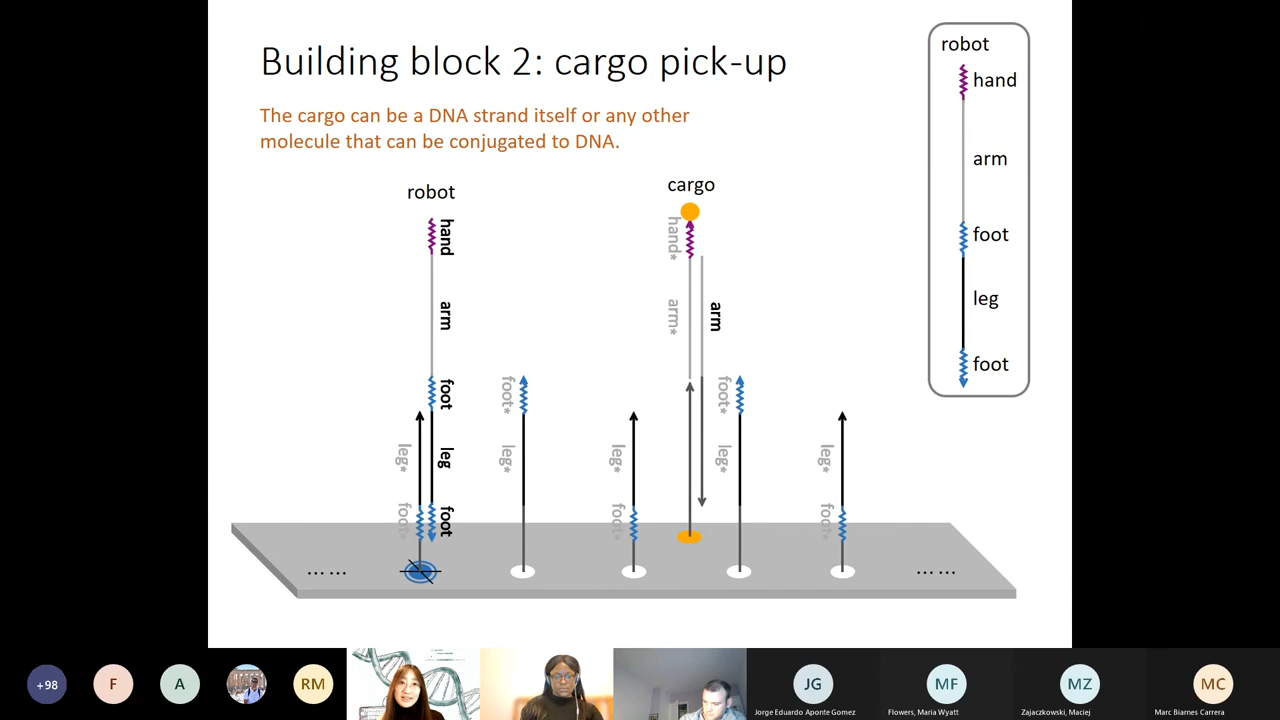 Building block 2: cargo pick-up
The cargo can be a DNA strand itself or any other
molecule that can be conjugated to DNA.
robot
hand
arm
foot
leg
foot
robot
hand
arm
foot
leg
foot
leg*
foot*
foot*
leg*
leg*
foot*
cargo
hand*
arm*
arm
foot*
leg*
leg*
foot*
......
......
+98
F
A
RM
JG
Jorge Eduardo Aponte Gomez
MF
Flowers, Maria Wyatt
MZ
Zajaczkowski, Maciej
MC
Marc Biarnes Carrera